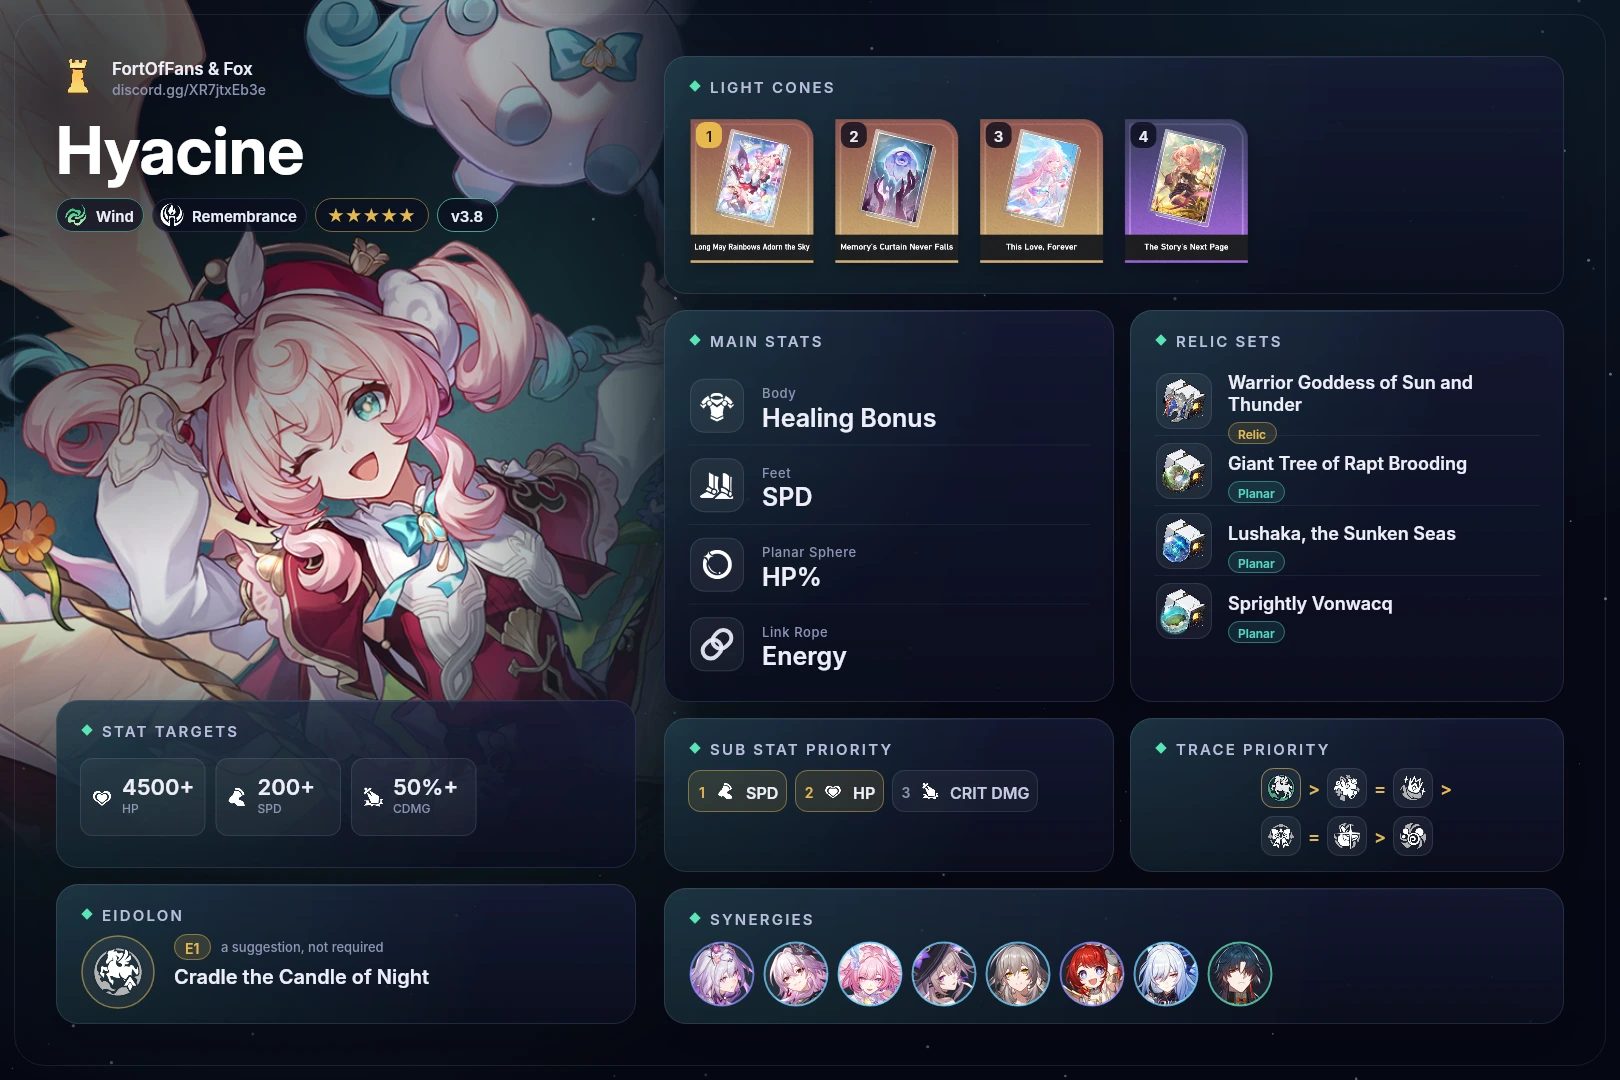 FortOfFans & Fox
discord.gg/XR7jtxEb3e
Hyacine
Wind
Remembrance
★★★★★
v3.8
LIGHT CONES
1
2
3
4
Long May Rainbows Adorn the Sky
Memory's Curtain Never Falls
This Love, Forever
The Story's Next Page
MAIN STATS
Body
Healing Bonus
Feet
SPD
Planar Sphere
HP%
Link Rope
Energy
RELIC SETS
Warrior Goddess of Sun and
Thunder
Relic
Giant Tree of Rapt Brooding
Planar
Lushaka, the Sunken Seas
Planar
Sprightly Vonwacq
Planar
STAT TARGETS
4500+
HP
200+
SPD
50%+
CDMG
SUB STAT PRIORITY
1 SPD
2 HP
3 CRIT DMG
TRACE PRIORITY
> = >
= >
EIDOLON
E1 a suggestion, not required
Cradle the Candle of Night
SYNERGIES